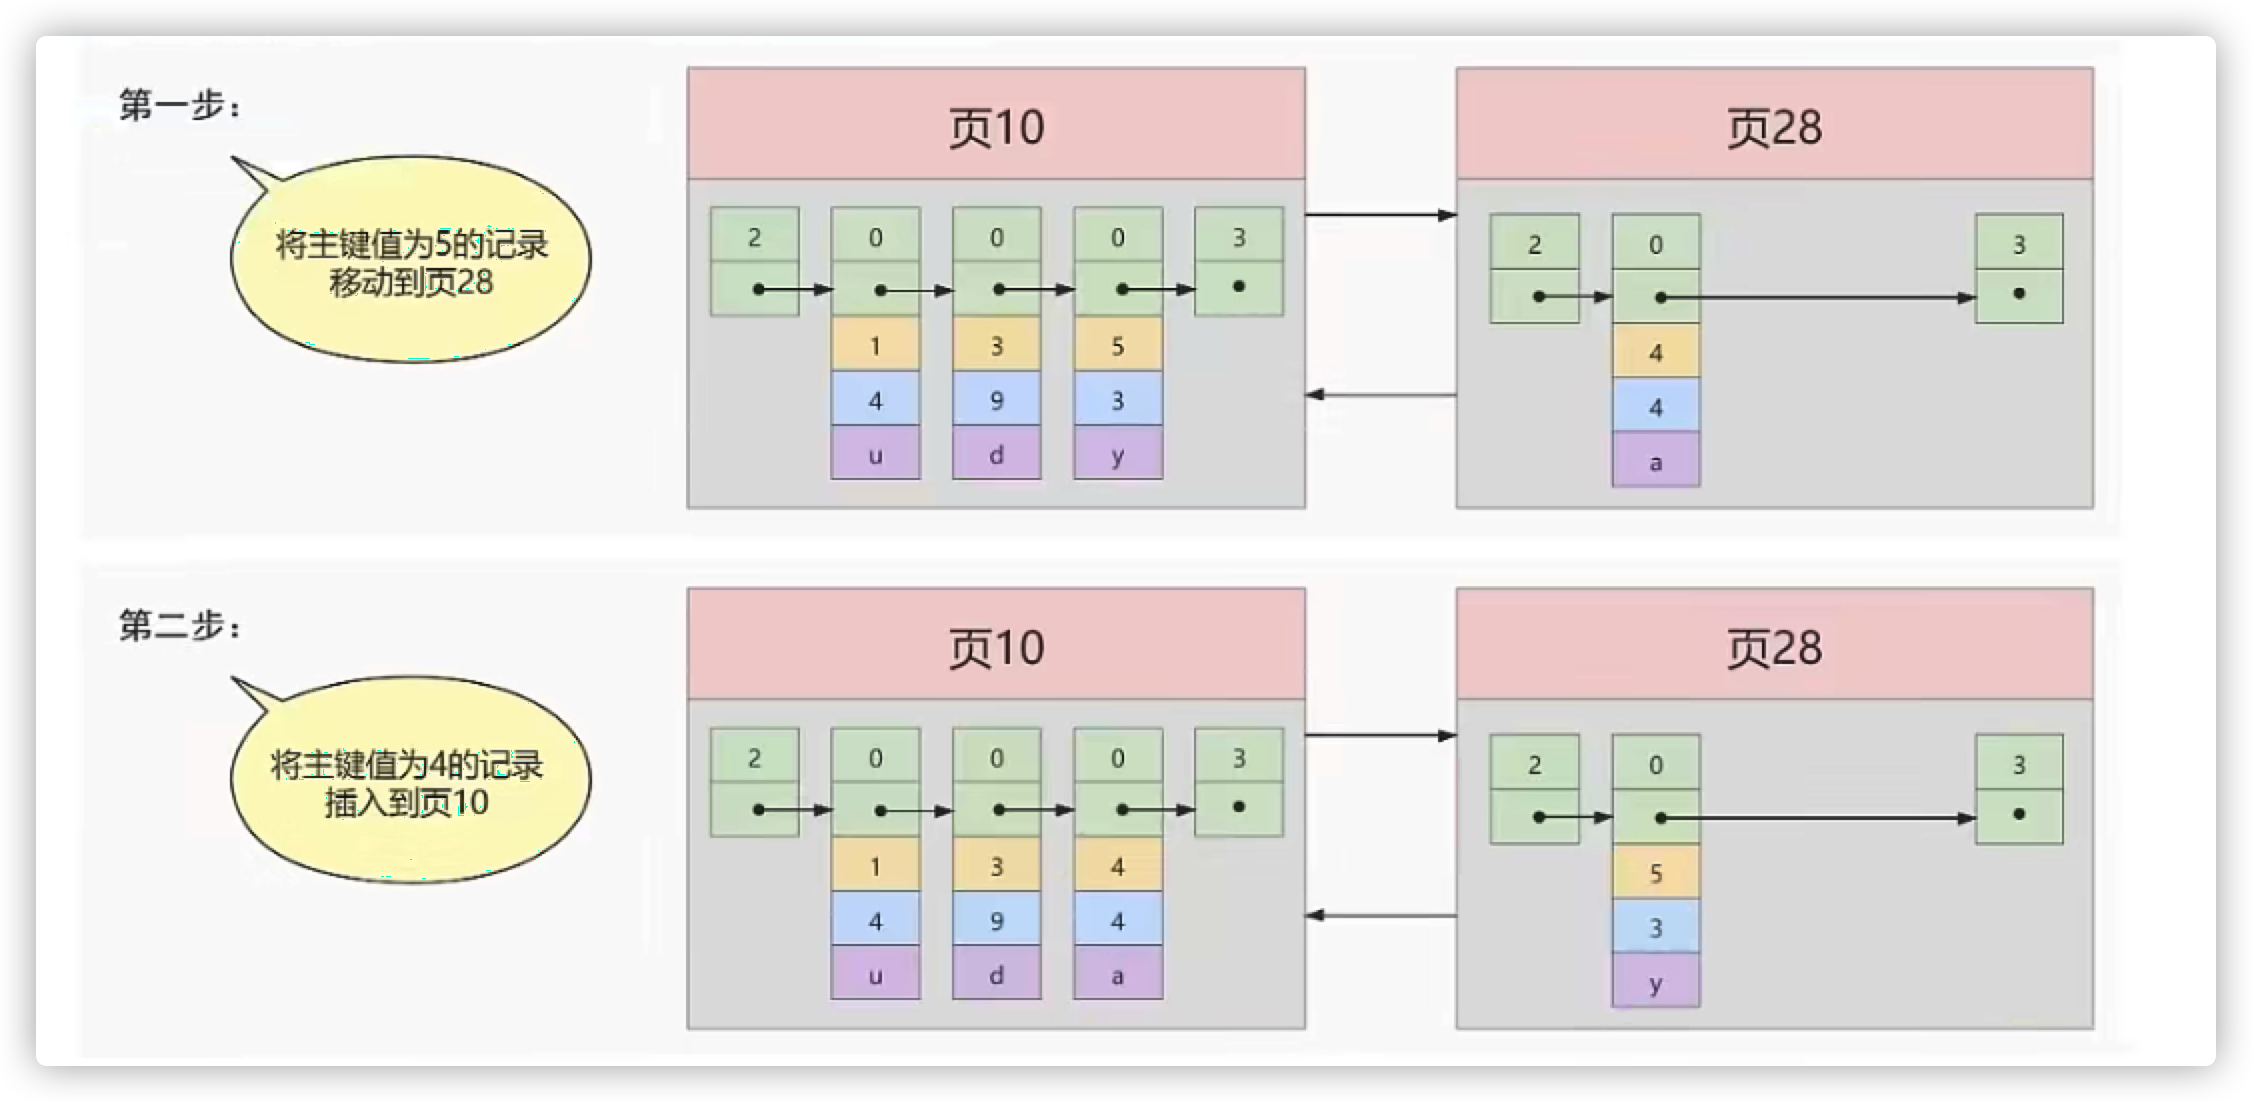 第一步：
将主键值为5的记录
移动到页28
页10
2 0 0 0 3
1 3 5
4 9 3
u d y
页28
2 0 3
4
4
a
第二步：
将主键值为4的记录
插入到页10
页10
2 0 0 0 3
1 3 4
4 9 4
u d a
页28
2 0 3
5
3
y